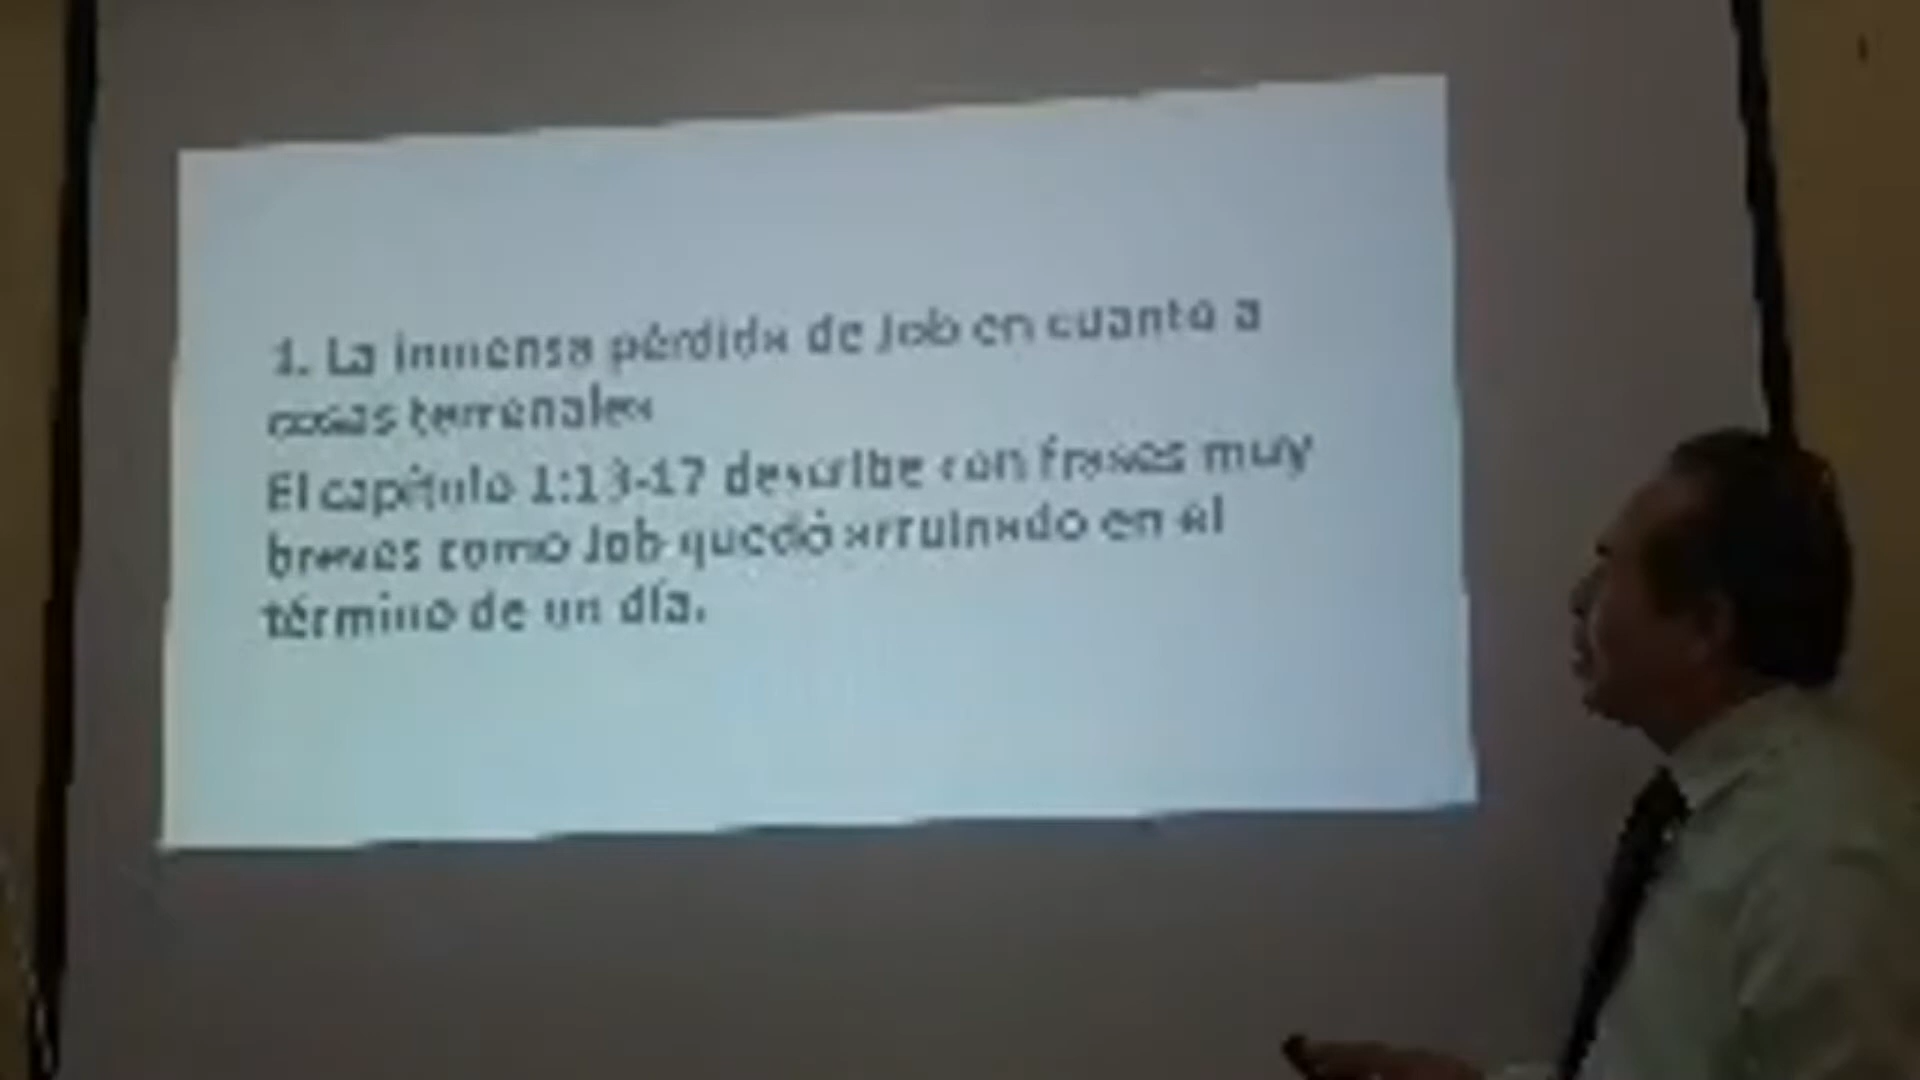 1. La inmensa pérdida de Job en cuanto a
cosas terrenales
El capítulo 1:13-17 describe con frases muy
breves como Job quedó arruinado en el
término de un día.